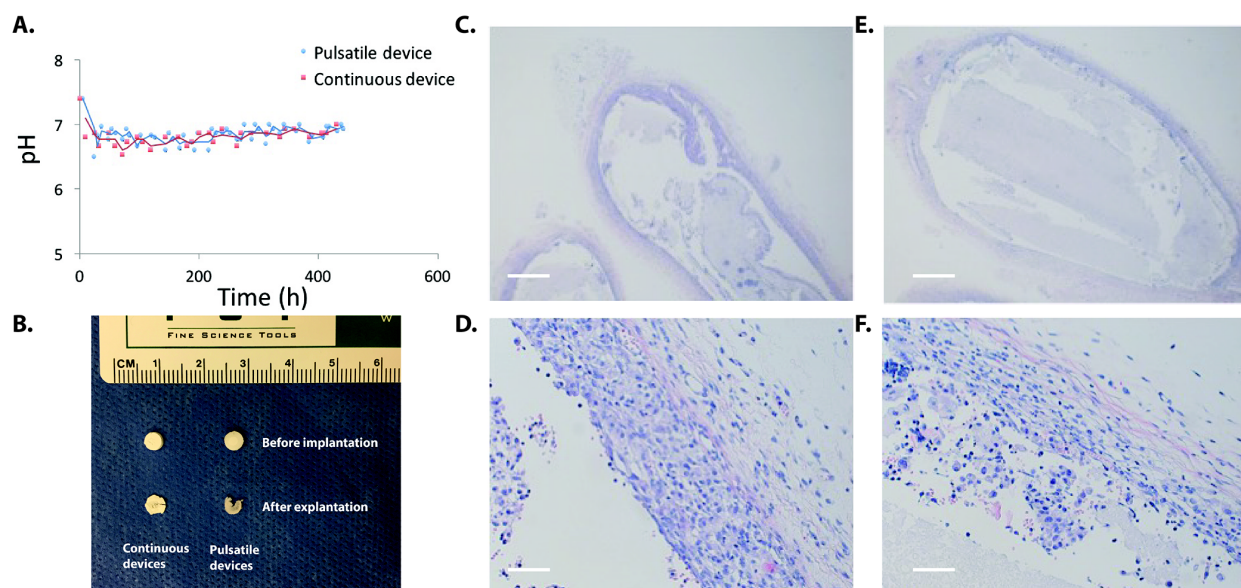 A.
Pulsatile device
Continuous device
8
7
6
5
pH
0
200
400
600
Time (h)
B.
FINE SCIENCE TOOLS
W
CM 1 2 3 4 5 6
Before implantation
After explantation
Continuous
devices
Pulsatile
devices
C.
D.
E.
F.